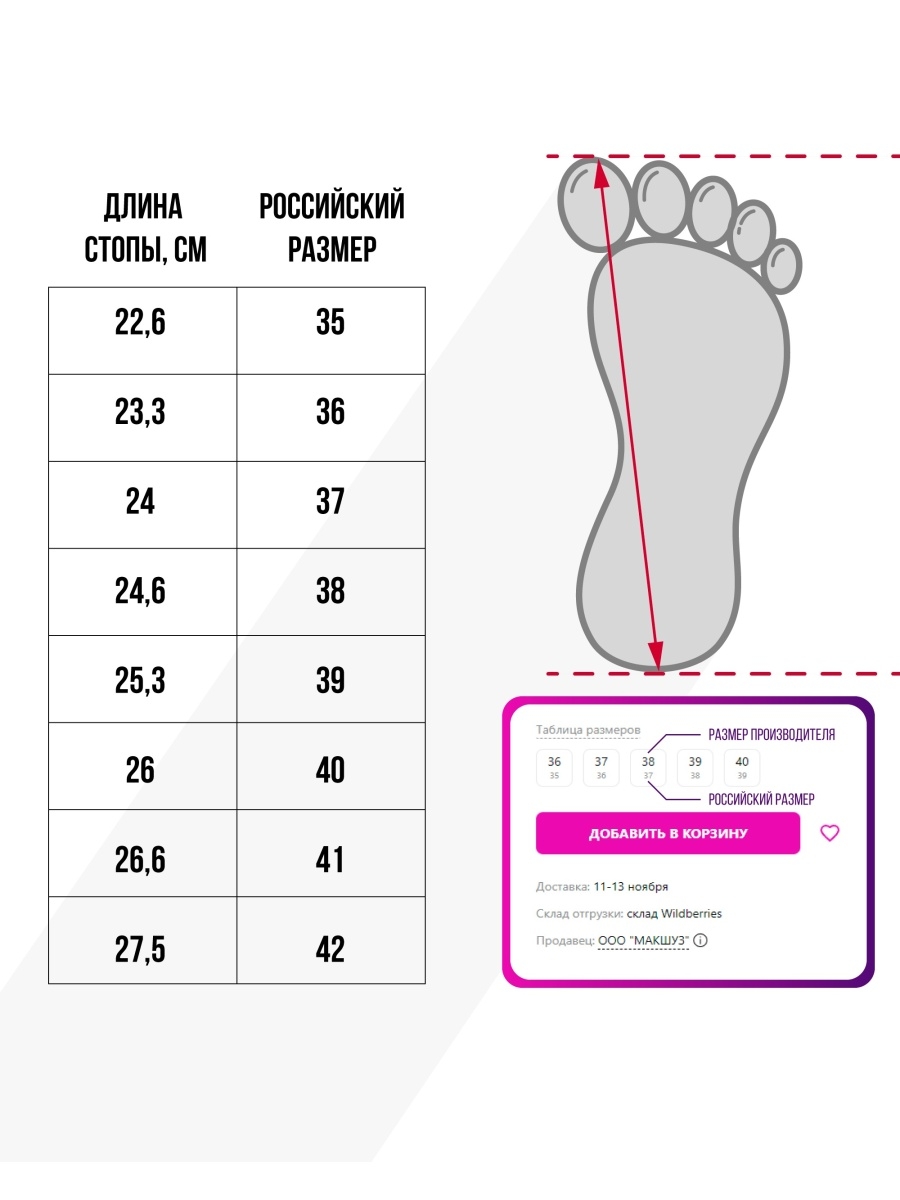 ДЛИНА
СТОПЫ, СМ
РОССИЙСКИЙ
РАЗМЕР
22,6 35
23,3 36
24 37
24,6 38
25,3 39
26 40
26,6 41
27,5 42
Таблица размеров
РАЗМЕР ПРОИЗВОДИТЕЛЯ
36 37 38 39 40
35 36 37 38 39
РОССИЙСКИЙ РАЗМЕР
ДОБАВИТЬ В КОРЗИНУ
Доставка: 11-13 ноября
Склад отгрузки: склад Wildberries
Продавец: ООО "МАКШУЗ"